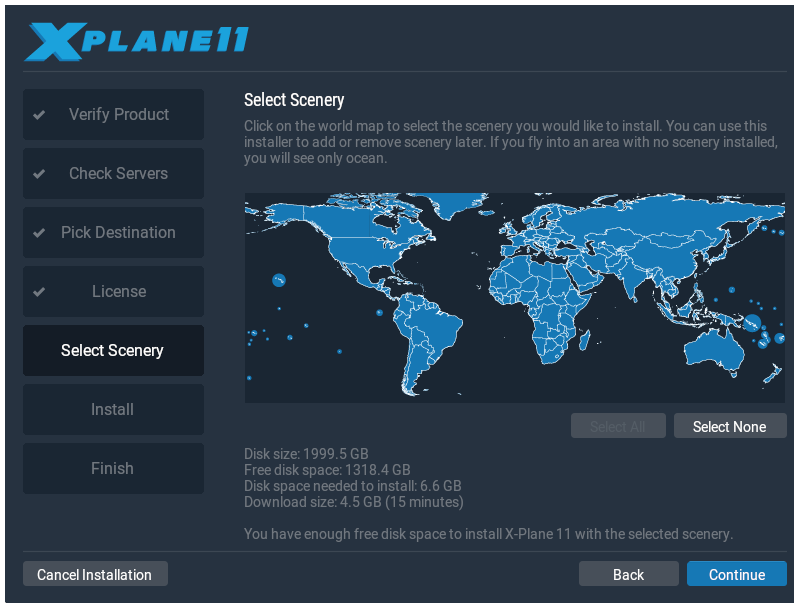 XPLANE11
Verify Product
Check Servers
Pick Destination
License
Select Scenery
Install
Finish
Select Scenery
Click on the world map to select the scenery you would like to install. You can use this
installer to add or remove scenery later. If you fly into an area with no scenery installed,
you will see only ocean.
Select All
Select None
Disk size: 1999.5 GB
Free disk space: 1318.4 GB
Disk space needed to install: 6.6 GB
Download size: 4.5 GB (15 minutes)
You have enough free disk space to install X-Plane 11 with the selected scenery.
Cancel Installation
Back
Continue